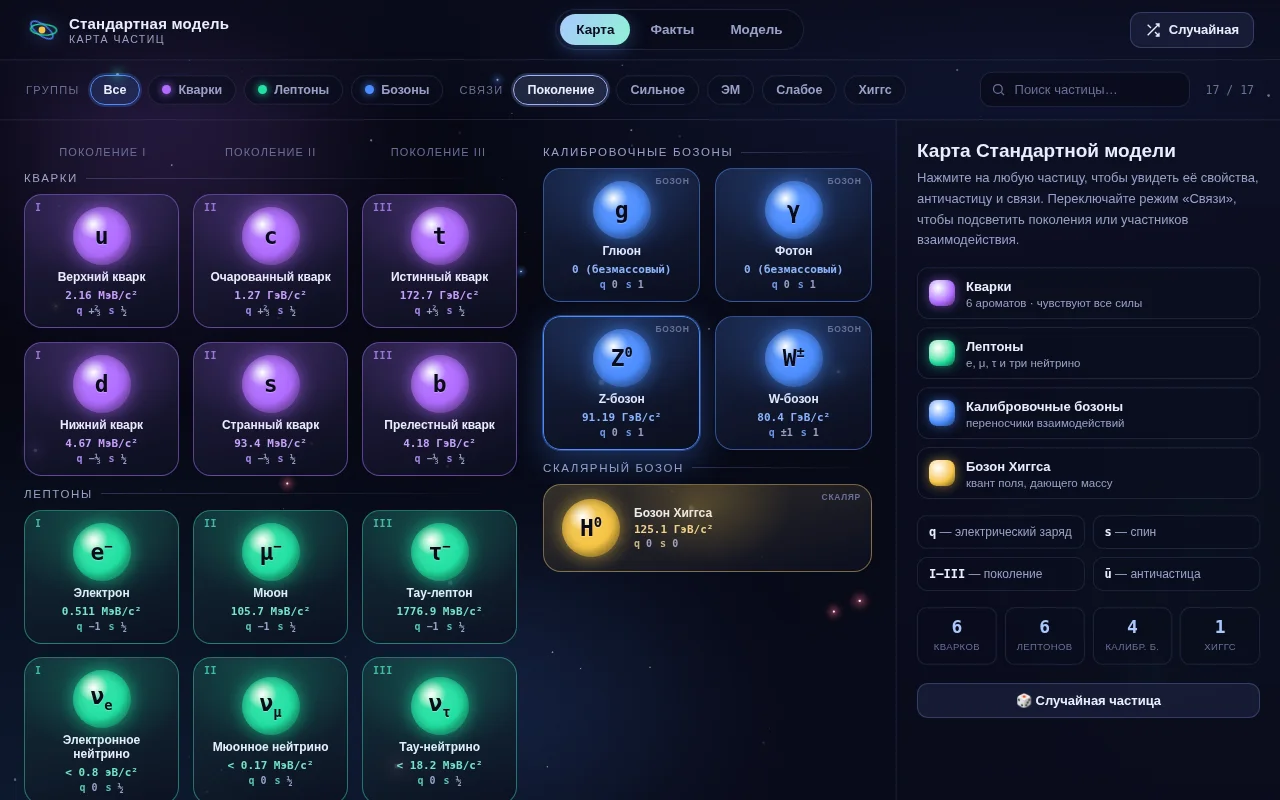 Стандартная модель
КАРТА ЧАСТИЦ
Карта Факты Модель
Случайная
ГРУППЫ Все Кварки Лептоны Бозоны СВЯЗИ Поколение Сильное ЭМ Слабое Хиггс
Поиск частицы…
17 / 17
ПОКОЛЕНИЕ I ПОКОЛЕНИЕ II ПОКОЛЕНИЕ III
КВАРКИ
I
u
Верхний кварк
2.16 МэВ/c²
q +⅔ s ½
II
c
Очарованный кварк
1.27 ГэВ/c²
q +⅔ s ½
III
t
Истинный кварк
172.7 ГэВ/c²
q +⅔ s ½
I
d
Нижний кварк
4.67 МэВ/c²
q −⅓ s ½
II
s
Странный кварк
93.4 МэВ/c²
q −⅓ s ½
III
b
Прелестный кварк
4.18 ГэВ/c²
q −⅓ s ½
ЛЕПТОНЫ
I
e⁻
Электрон
0.511 МэВ/c²
q −1 s ½
II
μ⁻
Мюон
105.7 МэВ/c²
q −1 s ½
III
τ⁻
Тау-лептон
1776.9 МэВ/c²
q −1 s ½
I
νe
Электронное
нейтрино
< 0.8 эВ/c²
q 0 s ½
II
νμ
Мюонное нейтрино
< 0.17 МэВ/c²
q 0 s ½
III
ντ
Тау-нейтрино
< 18.2 МэВ/c²
q 0 s ½
КАЛИБРОВОЧНЫЕ БОЗОНЫ
БОЗОН
g
Глюон
0 (безмассовый)
q 0 s 1
БОЗОН
γ
Фотон
0 (безмассовый)
q 0 s 1
БОЗОН
Z⁰
Z-бозон
91.19 ГэВ/c²
q 0 s 1
БОЗОН
W±
W-бозон
80.4 ГэВ/c²
q ±1 s 1
СКАЛЯРНЫЙ БОЗОН
СКАЛЯР
H⁰
Бозон Хиггса
125.1 ГэВ/c²
q 0 s 0
Карта Стандартной модели
Нажмите на любую частицу, чтобы увидеть её свойства,
античастицу и связи. Переключайте режим «Связи»,
чтобы подсветить поколения или участников
взаимодействия.
Кварки
6 ароматов · чувствуют все силы
Лептоны
e, μ, τ и три нейтрино
Калибровочные бозоны
переносчики взаимодействий
Бозон Хиггса
квант поля, дающего массу
q — электрический заряд
s — спин
I–III — поколение
ū — античастица
6
КВАРКОВ
6
ЛЕПТОНОВ
4
КАЛИБР. Б.
1
ХИГГС
🎲 Случайная частица